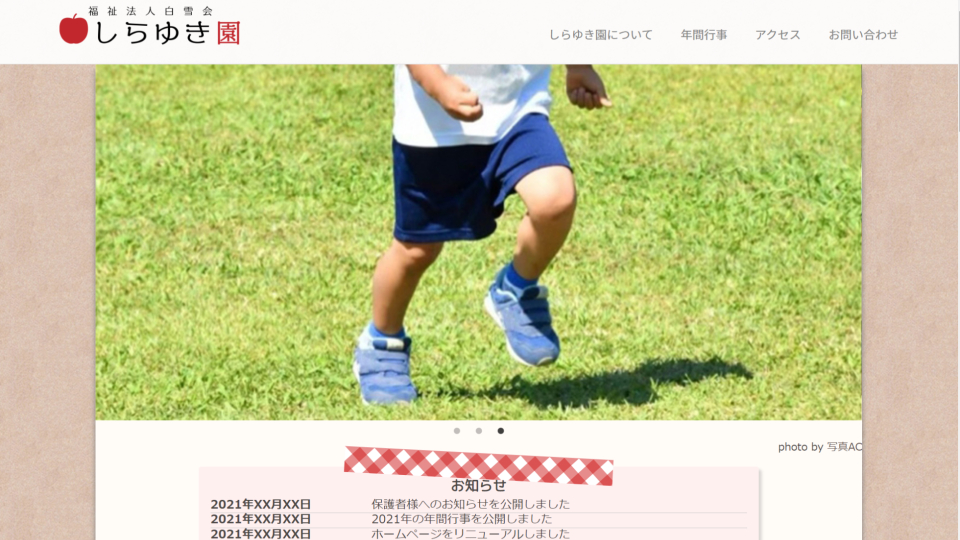 福祉法人白雪会
しらゆき園
しらゆき園について 年間行事 アクセス お問い合わせ
photo by 写真AC
お知らせ
2021年XX月XX日 保護者様へのお知らせを公開しました
2021年XX月XX日 2021年の年間行事を公開しました
2021年XX月XX日 ホームページをリニューアルしました